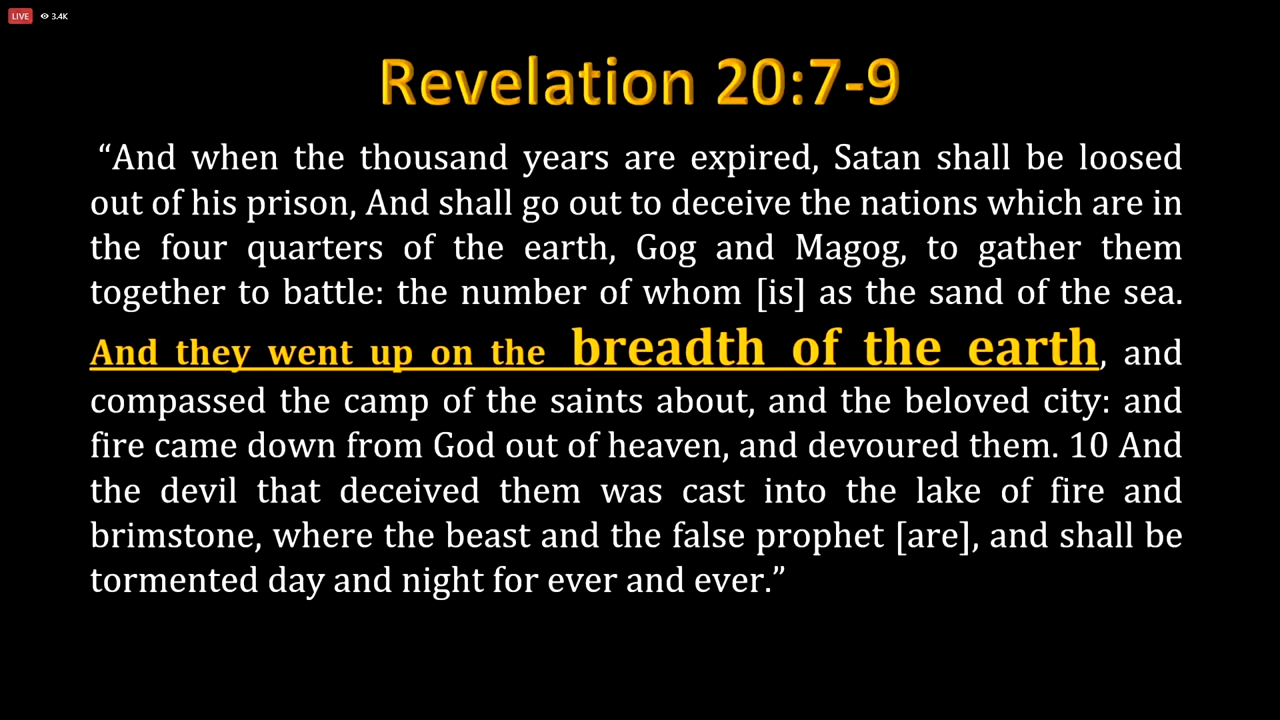 LIVE 3.4K
Revelation 20:7-9
“And when the thousand years are expired, Satan shall be loosed
out of his prison, And shall go out to deceive the nations which are in
the four quarters of the earth, Gog and Magog, to gather them
together to battle: the number of whom [is] as the sand of the sea.
And they went up on the breadth of the earth, and
compassed the camp of the saints about, and the beloved city: and
fire came down from God out of heaven, and devoured them. 10 And
the devil that deceived them was cast into the lake of fire and
brimstone, where the beast and the false prophet [are], and shall be
tormented day and night for ever and ever.”